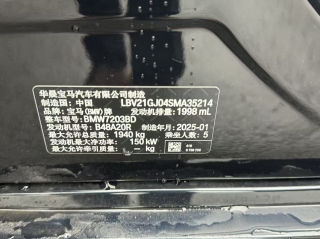 华晨宝马汽车有限公司制造
制造国：中国 LBV21GJ04SMA35214
品牌：宝马(BMW)牌 发动机排量：1998 mL
整车型号：BMW7203BD
发动机型号：B48A20R 制造年月：2025-01
最大允许总质量：1940 kg 乘坐人数：5
发动机最大净功率：150 kW
最大允许牵引质量：— kg